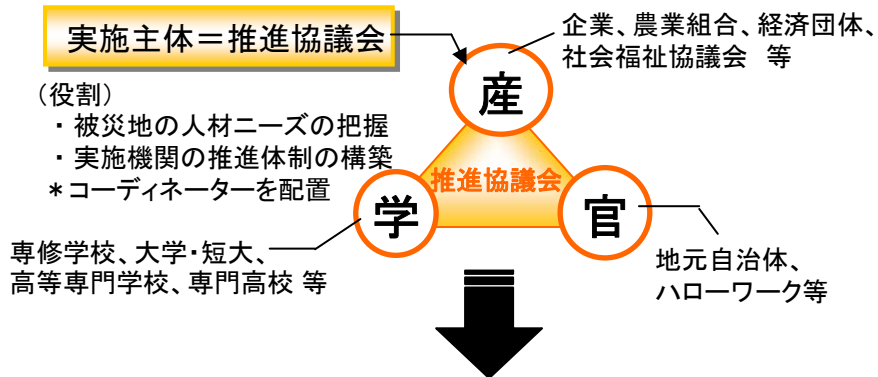 実施主体＝推進協議会
企業、農業組合、経済団体、
社会福祉協議会 等
産
（役割）
・ 被災地の人材ニーズの把握
・ 実施機関の推進体制の構築
＊コーディネーターを配置
推進協議会
学
官
専修学校、大学・短大、
高等専門学校、専門高校 等
地元自治体、
ハローワーク等